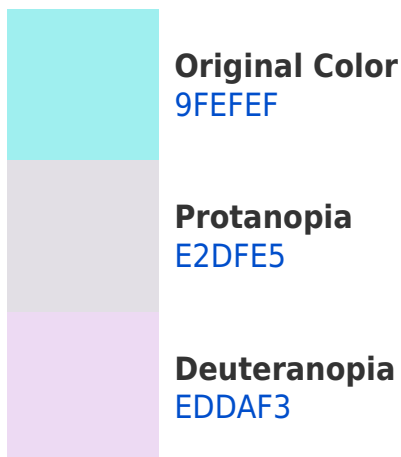 Original Color
9FEFEF
Protanopia
E2DFE5
Deuteranopia
EDDAF3